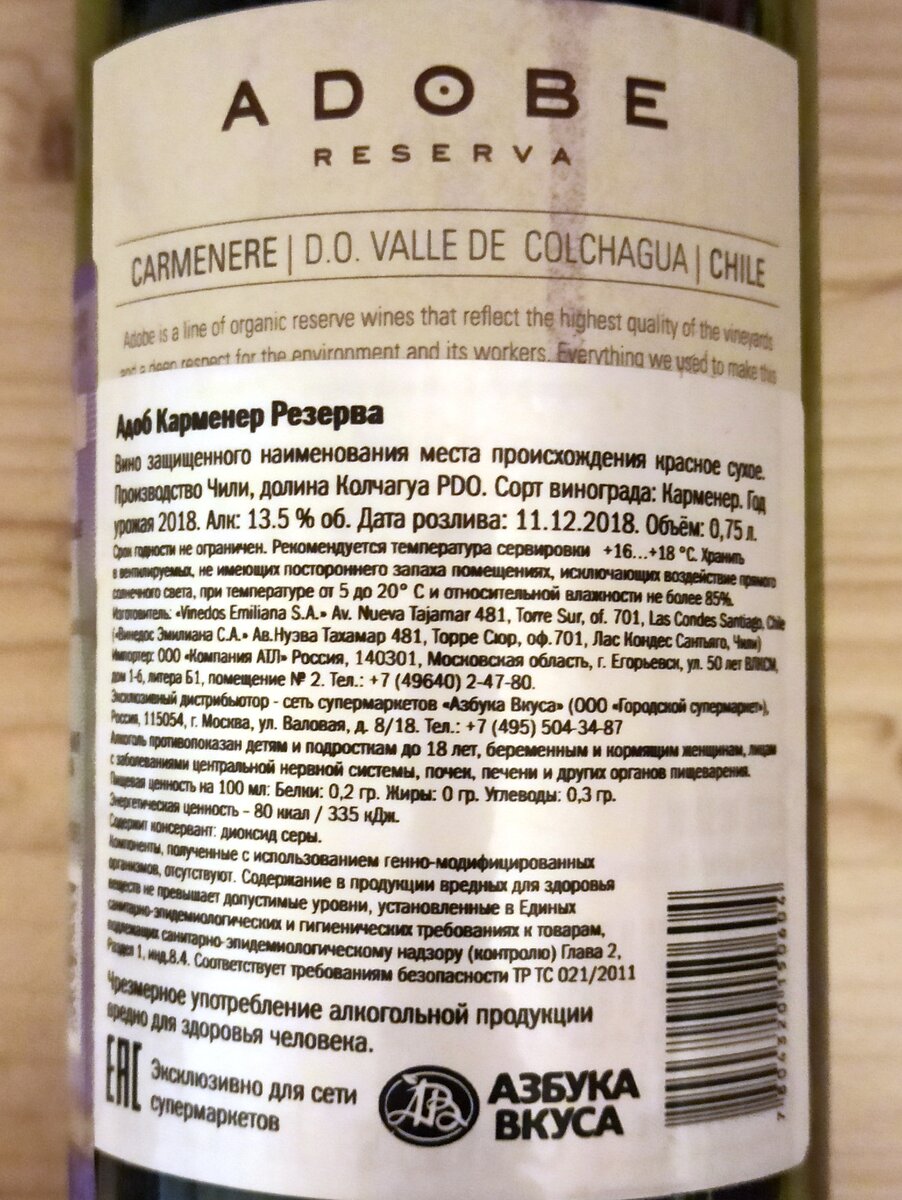 ADOBE
RESERVA
CARMENERE | D.O. VALLE DE COLCHAGUA | CHILE
Adobe is a line of organic reserve wines that reflect the highest quality of the vineyards
and a deep respect for the environment and its workers. Everything we used to make this
Адоб Карменер Резерва
Вино защищенного наименования места происхождения красное сухое.
Производство Чили, долина Колчагуа PDO. Сорт винограда: Карменер. Год
урожая 2018. Алк: 13.5 % об. Дата розлива: 11.12.2018. Объём: 0,75 л.
Срок годности не ограничен. Рекомендуется температура сервировки +16...+18 °С. Хранить
в вентилируемых, не имеющих постороннего запаха помещениях, исключающих воздействие прямого
солнечного света, при температуре от 5 до 20° С и относительной влажности не более 85%.
Изготовитель: «Vinedos Emiliana S.A.» Av. Nueva Tajamar 481, Torre Sur, of. 701, Las Condes Santiago, Chile
(«Винедос Эмилиана С.А.» Ав.Нуэва Тахамар 481, Торре Сюр, оф.701, Лас Кондес Сантьяго, Чили)
Импортер: ООО «Компания АТЛ» Россия, 140301, Московская область, г. Егорьевск, ул. 50 лет ВЛКСМ,
дом 1-б, литера Б1, помещение № 2. Тел.: +7 (49640) 2-47-80.
Эксклюзивный дистрибьютор - сеть супермаркетов «Азбука Вкуса» (ООО «Городской супермаркет»),
Россия, 115054, г. Москва, ул. Валовая, д. 8/18. Тел.: +7 (495) 504-34-87
Алкоголь противопоказан детям и подросткам до 18 лет, беременным и кормящим женщинам, лицам
с заболеваниями центральной нервной системы, почек, печени и других органов пищеварения.
Пищевая ценность на 100 мл: Белки: 0,2 гр. Жиры: 0 гр. Углеводы: 0,3 гр.
Энергетическая ценность - 80 ккал / 335 кДж.
Содержит консервант: диоксид серы.
Компоненты, полученные с использованием генно-модифицированных
организмов, отсутствуют. Содержание в продукции вредных для здоровья
веществ не превышает допустимые уровни, установленные в Единых
санитарно-эпидемиологических и гигиенических требованиях к товарам,
подлежащих санитарно-эпидемиологическому надзору (контролю) Глава 2,
Раздел 1, инд.8.4. Соответствует требованиям безопасности ТР ТС 021/2011
Чрезмерное употребление алкогольной продукции
вредно для здоровья человека.
EAC
Эксклюзивно для сети
супермаркетов
АВ
АЗБУКА
ВКУСА